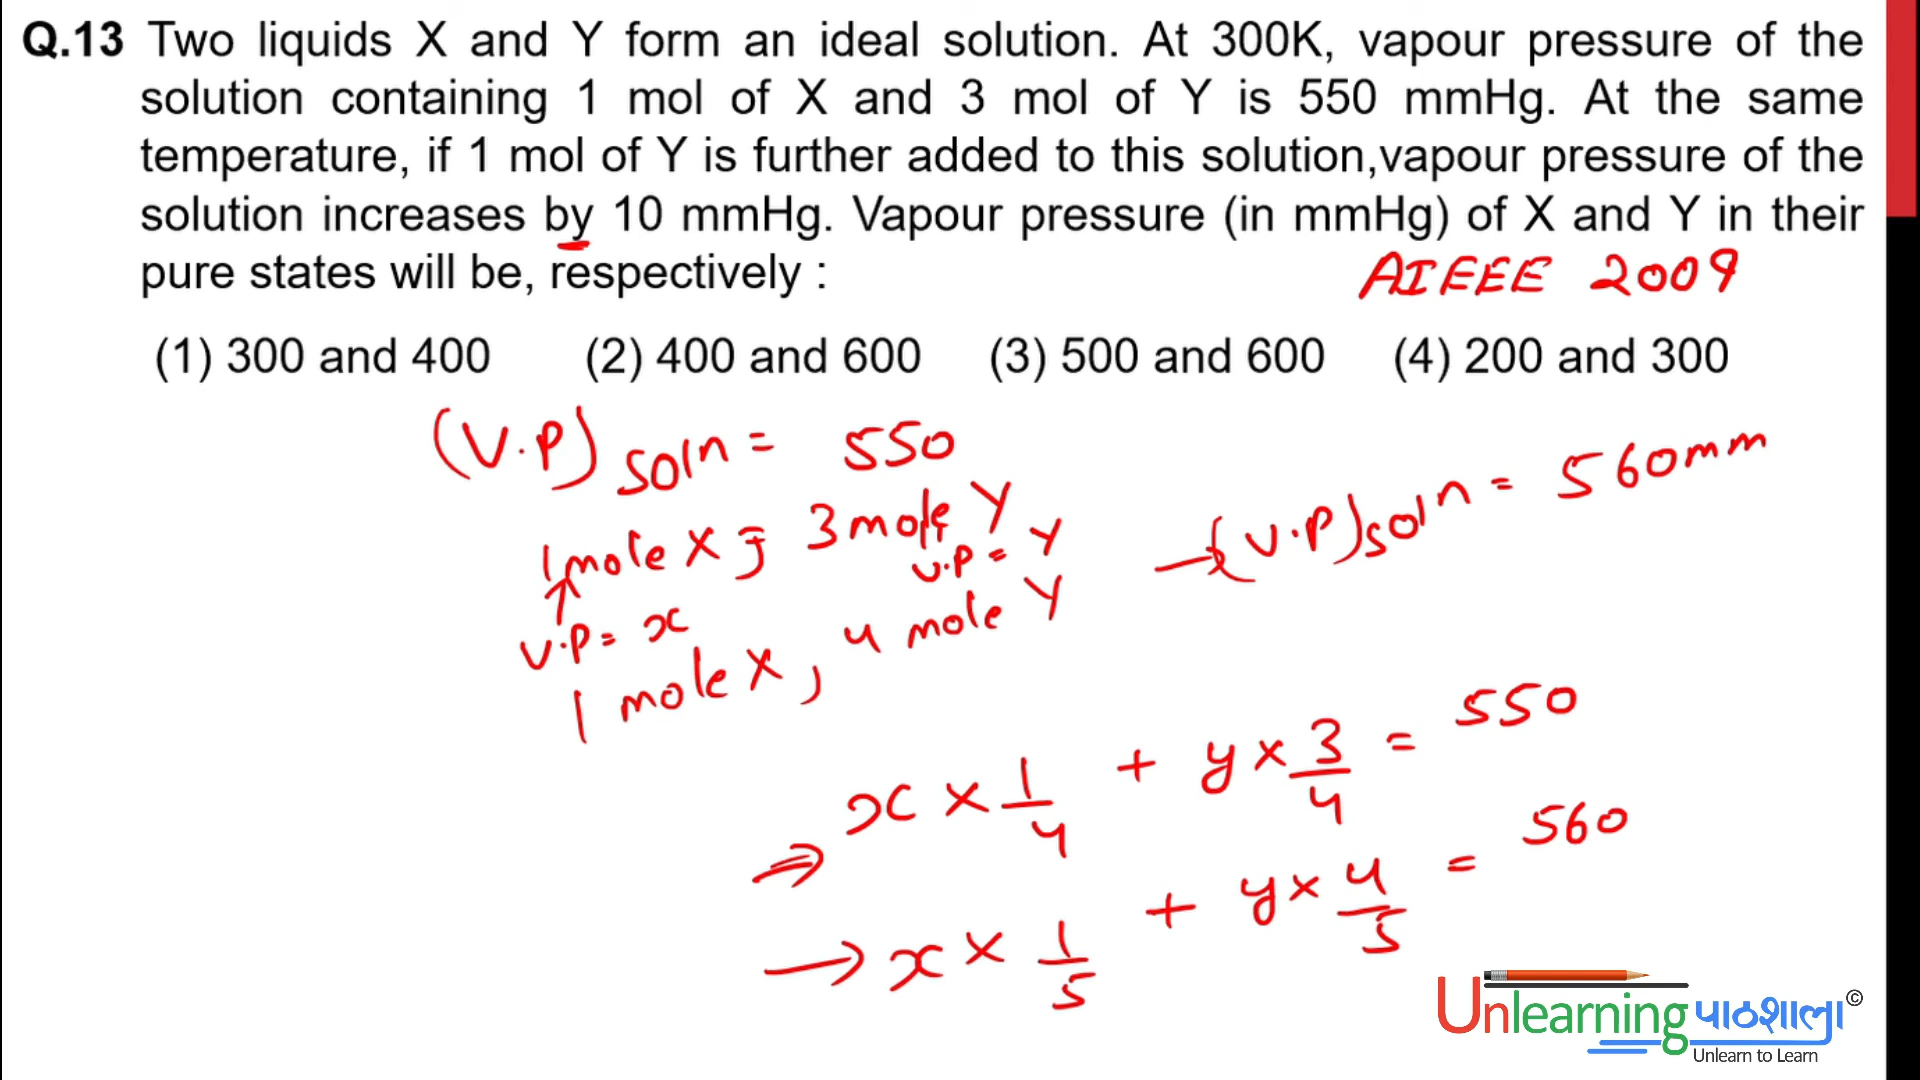 Q.13 Two liquids X and Y form an ideal solution. At 300K, vapour pressure of the
solution containing 1 mol of X and 3 mol of Y is 550 mmHg. At the same
temperature, if 1 mol of Y is further added to this solution,vapour pressure of the
solution increases by 10 mmHg. Vapour pressure (in mmHg) of X and Y in their
pure states will be, respectively :
AIEEE 2009
(1) 300 and 400 (2) 400 and 600 (3) 500 and 600 (4) 200 and 300
(V.P) soln = 550
1 mole X ; 3 mole Y
V.P = Y
V.P = x
1 mole X , 4 mole Y
→ (V.P) soln = 560 mm
⇒ x × 1/4 + y × 3/4 = 550
→ x × 1/5 + y × 4/5 = 560
Unlearning पाठशाला ©
Unlearn to Learn